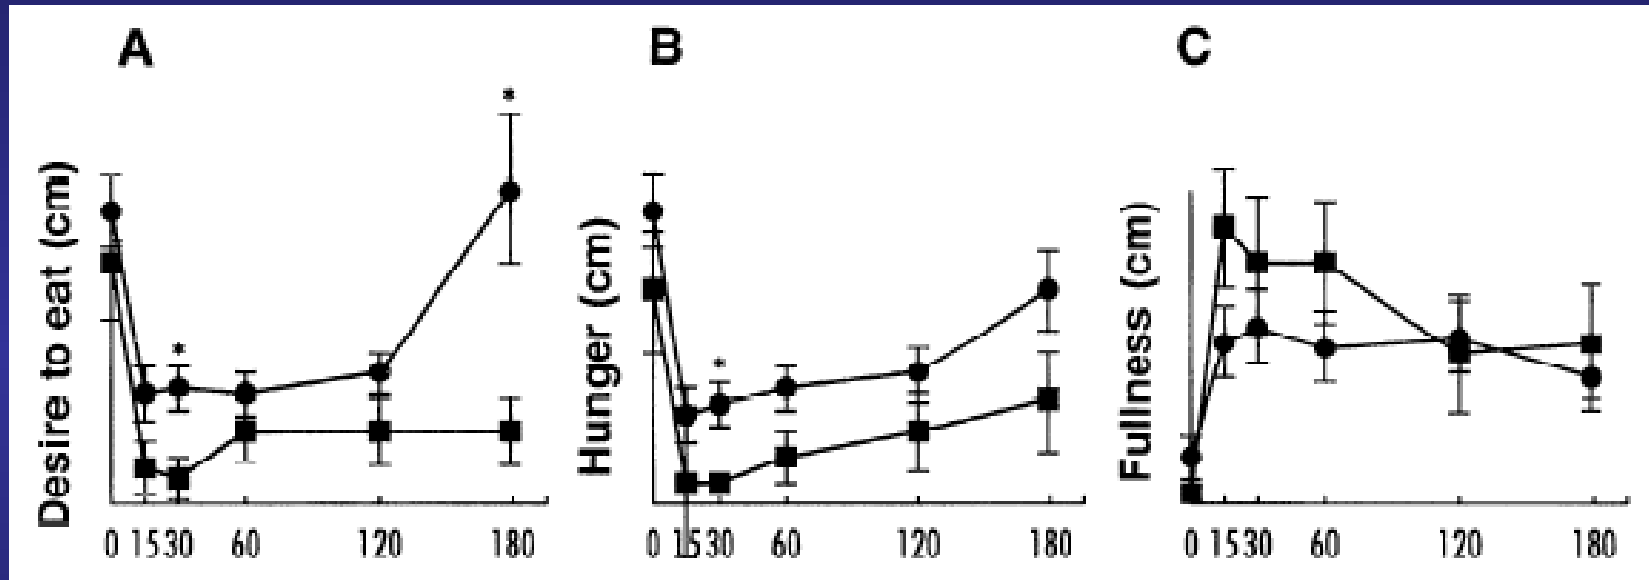 A
B
C
Desire to eat (cm)
Hunger (cm)
Fullness (cm)
*
*
*
0 15 30 60 120 180
0 15 30 60 120 180
0 15 30 60 120 180